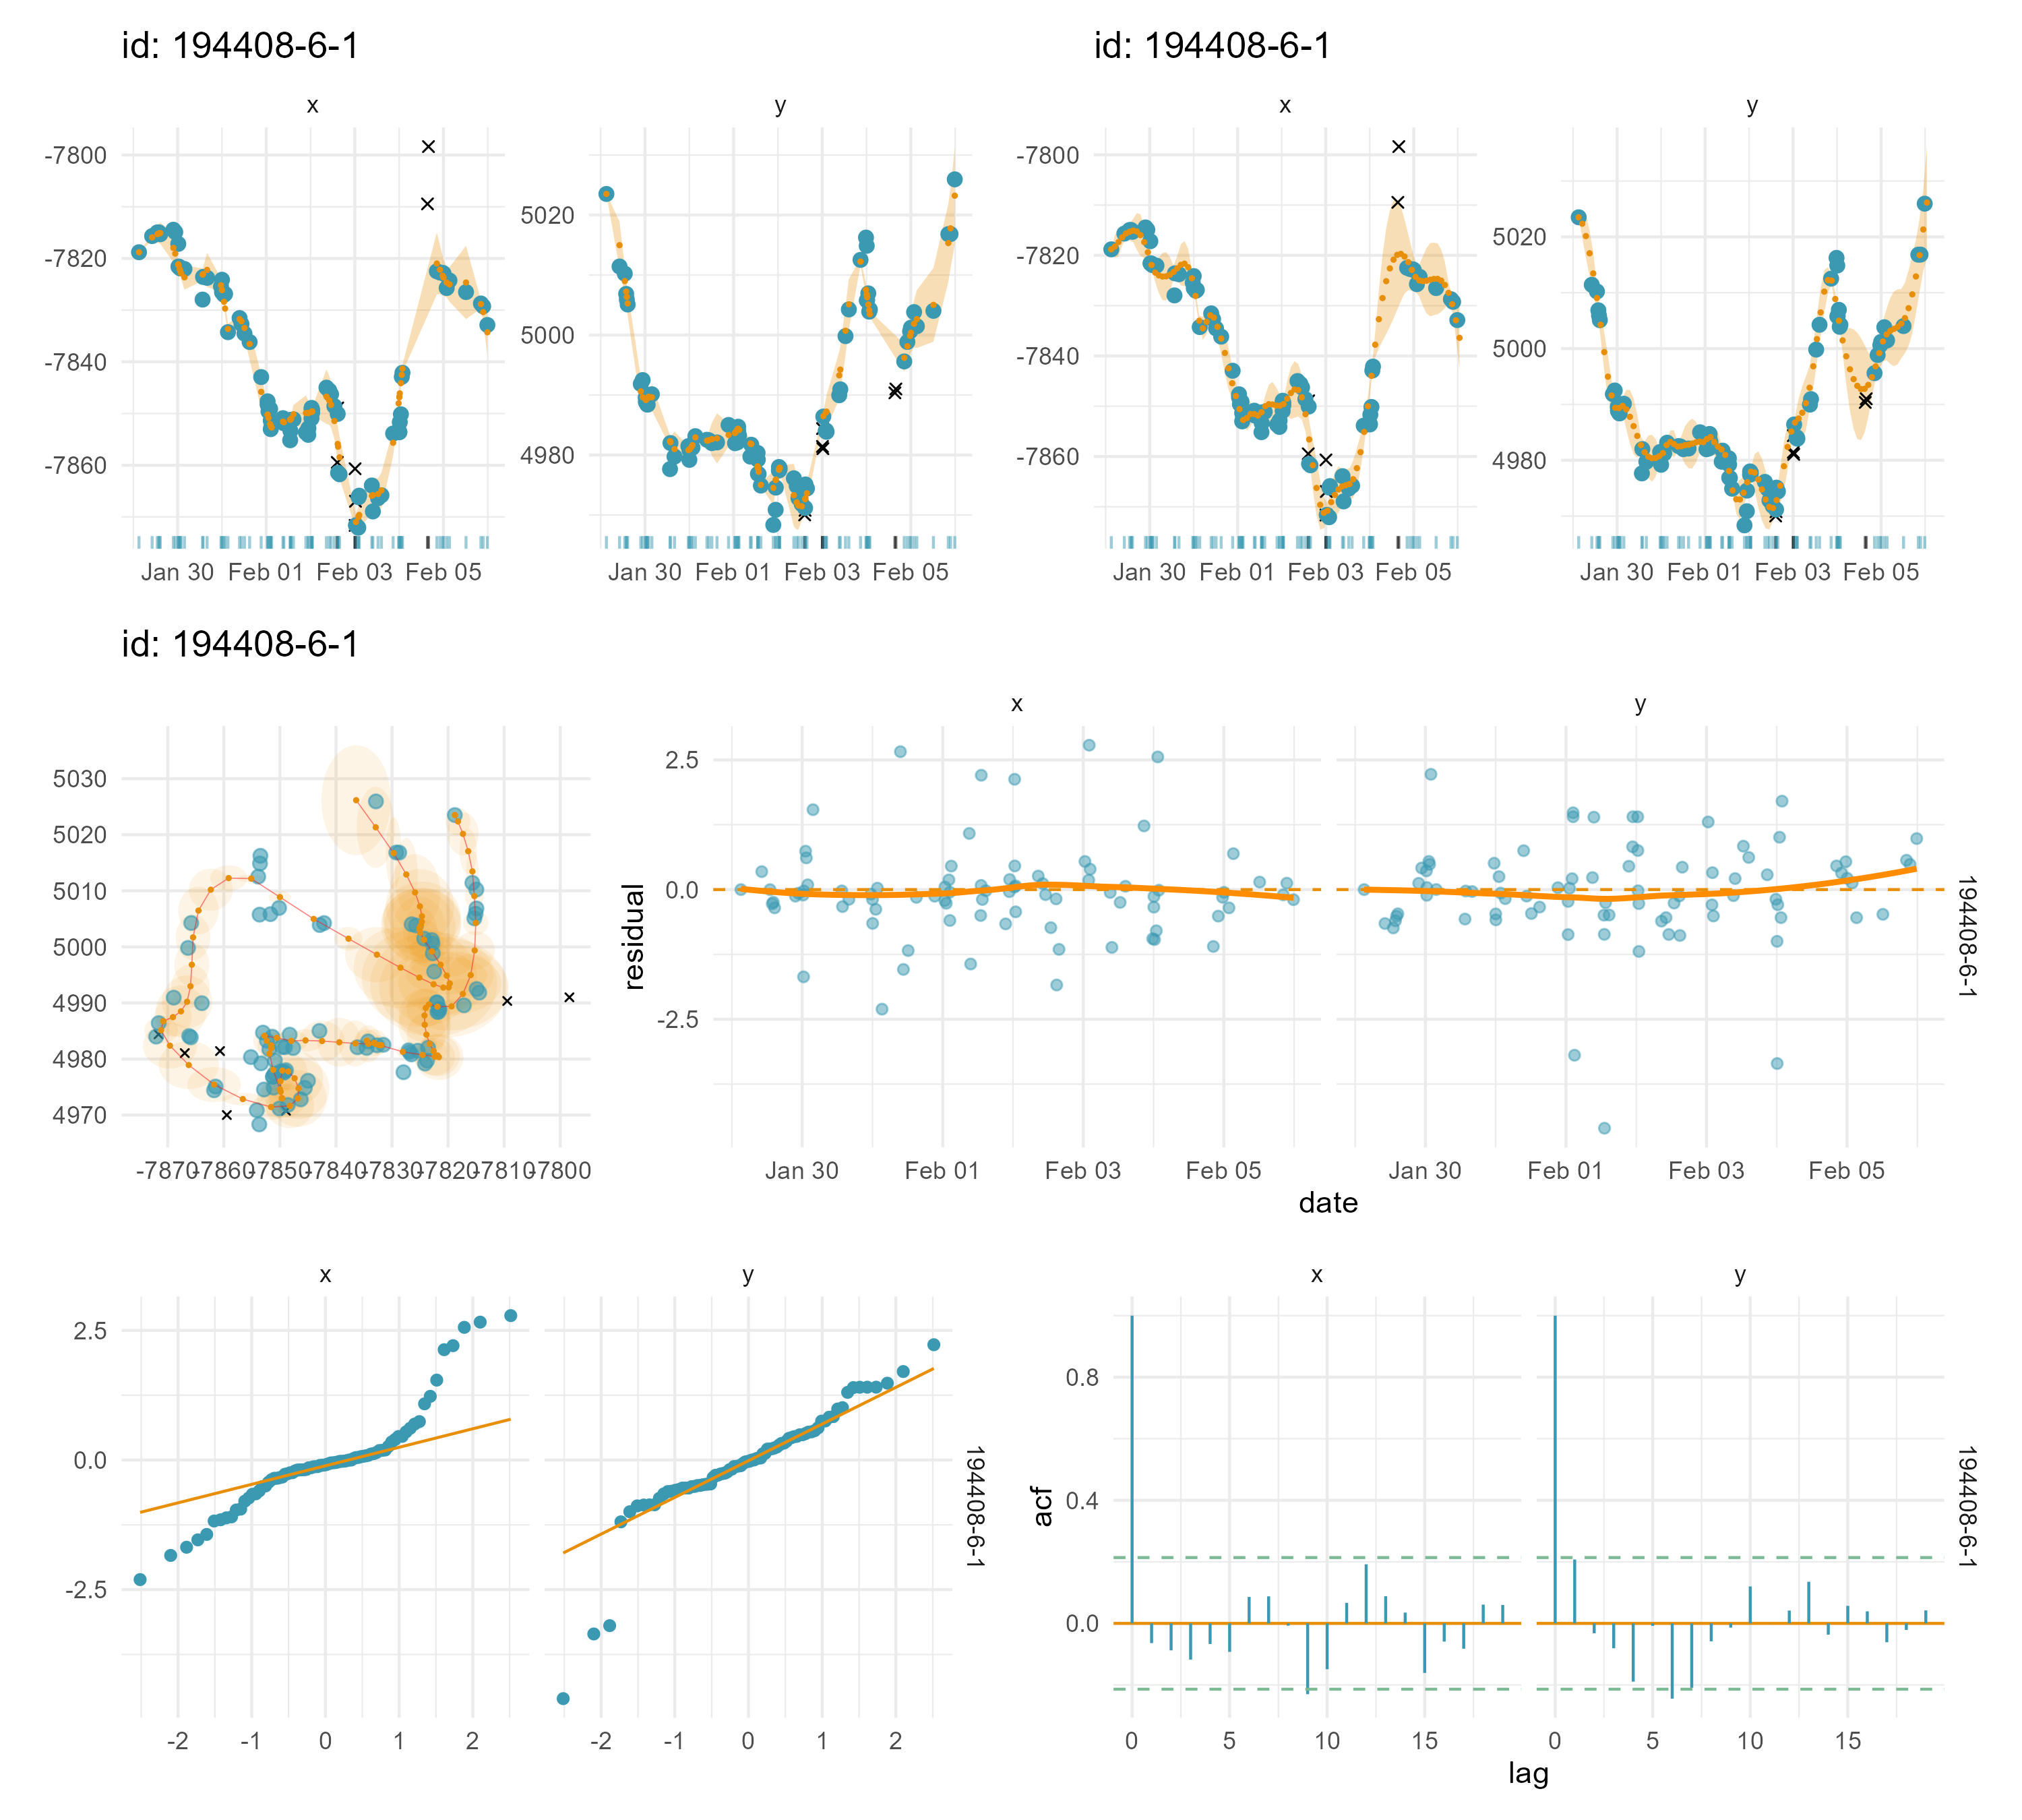 id: 194408-6-1
id: 194408-6-1
x
y
x
y
-7800
-7820
-7840
-7860
5020
5000
4980
-7800
-7820
-7840
-7860
5020
5000
4980
Jan 30 Feb 01 Feb 03 Feb 05
Jan 30 Feb 01 Feb 03 Feb 05
Jan 30 Feb 01 Feb 03 Feb 05
Jan 30 Feb 01 Feb 03 Feb 05
id: 194408-6-1
5030
5020
5010
5000
4990
4980
4970
-7870 -7860 -7850 -7840 -7830 -7820 -7810 -7800
x
y
residual
2.5
0.0
-2.5
194408-6-1
Jan 30 Feb 01 Feb 03 Feb 05
Jan 30 Feb 01 Feb 03 Feb 05
date
x
y
2.5
0.0
-2.5
194408-6-1
-2 -1 0 1 2
-2 -1 0 1 2
x
y
acf
0.8
0.4
0.0
194408-6-1
0 5 10 15
0 5 10 15
lag